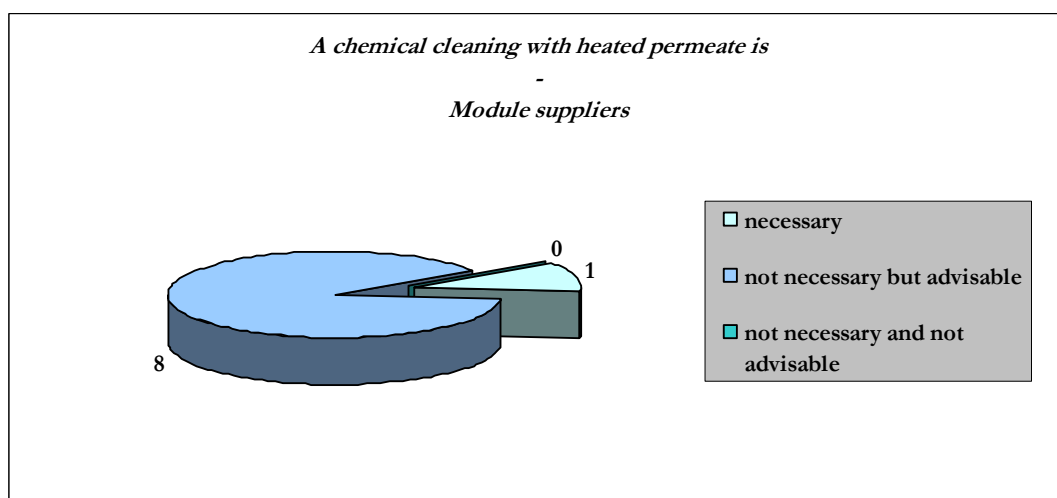 A chemical cleaning with heated permeate is
-
Module suppliers
0
1
8
necessary
not necessary but advisable
not necessary and not
advisable